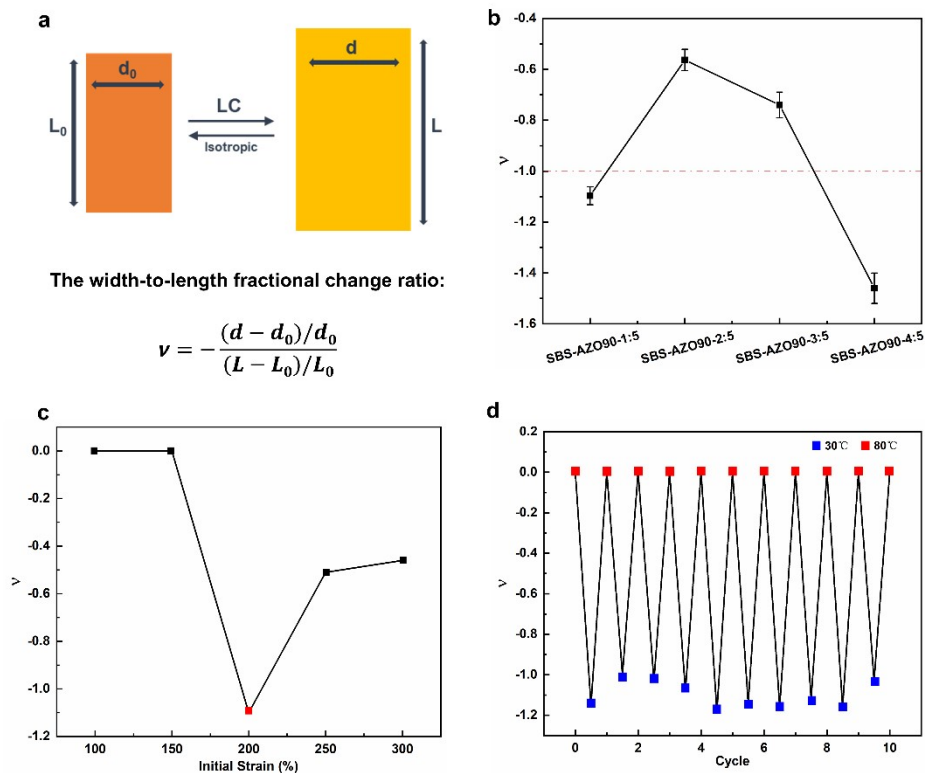 a
d₀
d
L₀
LC
Isotropic
L
The width-to-length fractional change ratio:
ν = − (d − d₀)/d₀
(L − L₀)/L₀
b
-0.4
-0.6
-0.8
-1.0
-1.2
-1.4
-1.6
ν
SBS-AZO90-1:5
SBS-AZO90-2:5
SBS-AZO90-3:5
SBS-AZO90-4:5
c
0.0
-0.2
-0.4
-0.6
-0.8
-1.0
-1.2
ν
100 150 200 250 300
Initial Strain (%)
d
0.2
0.0
-0.2
-0.4
-0.6
-0.8
-1.0
-1.2
ν
30℃ 80℃
0 2 4 6 8 10
Cycle